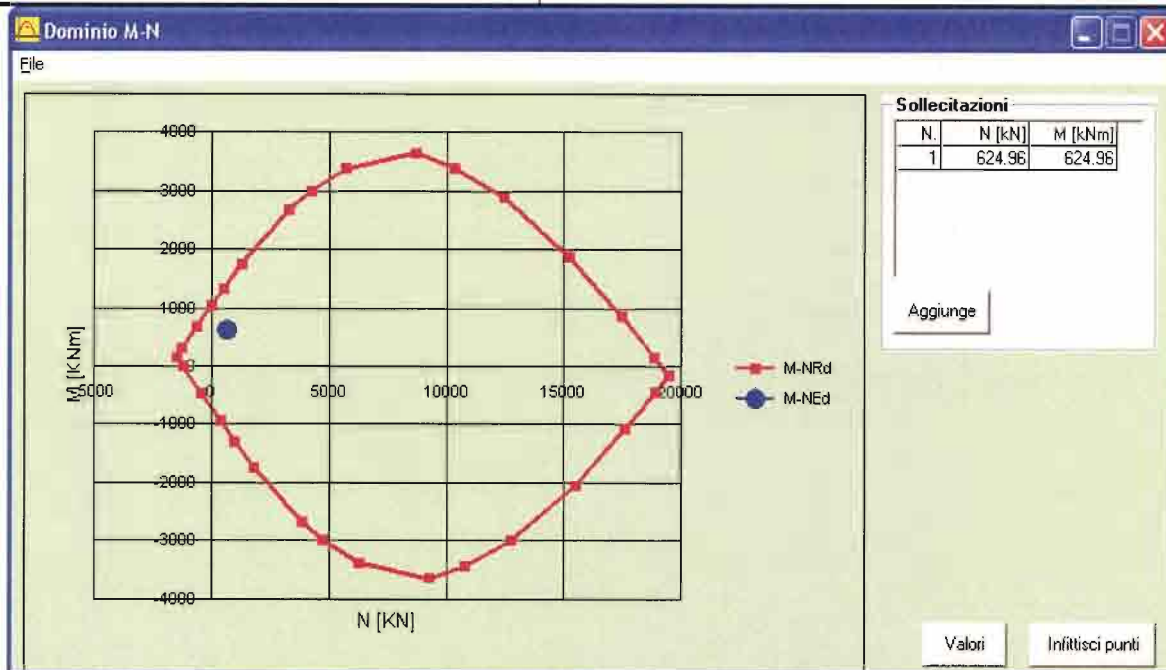 Dominio M-N
File
Sollecitazioni
N. N [kN] M [kNm]
1 624.96 624.96
Aggiunge
4000
3000
2000
1000
0
-1000
-2000
-3000
-4000
M [KNm]
-5000 0 5000 10000 15000 20000
N [KN]
M-NRd
M-NEd
Valori Infittisci punti